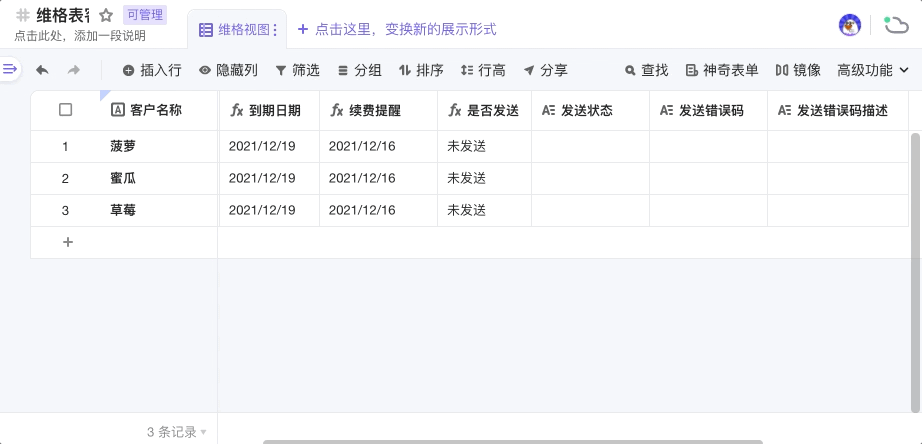 维格表客
可管理
点击此处，添加一段说明
维格视图
点击这里，变换新的展示形式
插入行 隐藏列 筛选 分组 排序 行高 分享 查找 神奇表单 镜像 高级功能
客户名称 到期日期 续费提醒 是否发送 发送状态 发送错误码 发送错误码描述
1 菠萝 2021/12/19 2021/12/16 未发送
2 蜜瓜 2021/12/19 2021/12/16 未发送
3 草莓 2021/12/19 2021/12/16 未发送
3 条记录